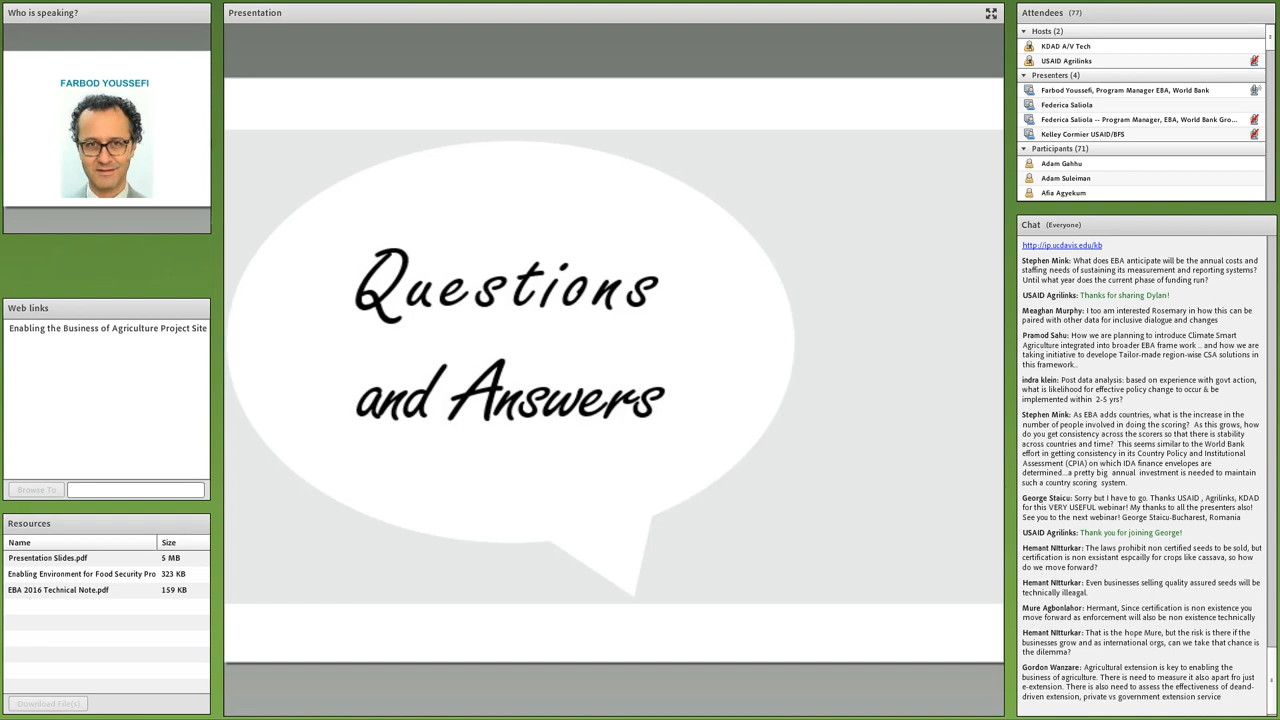 Who is speaking?
FARBOD YOUSSEFI
Web links
Enabling the Business of Agriculture Project Site
Browse To
Resources
Name Size
Presentation Slides.pdf 5 MB
Enabling Environment for Food Security Pro 323 KB
EBA 2016 Technical Note.pdf 159 KB
Download File(s)
Presentation
Questions
and Answers
Attendees (77)
Hosts (2)
KDAD A/V Tech
USAID Agrilinks
Presenters (4)
Farbod Youssefi, Program Manager EBA, World Bank
Federica Saliola
Federica Saliola -- Program Manager, EBA, World Bank Gro...
Kelley Cormier USAID/BFS
Participants (71)
Adam Gahhu
Adam Suleiman
Afia Agyekum
Chat (Everyone)
http://ip.ucdavis.edu/kb
Stephen Mink: What does EBA anticipate will be the annual costs and
staffing needs of sustaining its measurement and reporting systems?
Until what year does the current phase of funding run?
USAID Agrilinks: Thanks for sharing Dylan!
Meaghan Murphy: I too am interested Rosemary in how this can be
paired with other data for inclusive dialogue and changes
Pramod Sahu: How we are planning to introduce Climate Smart
Agriculture integrated into broader EBA frame work .. and how we are
taking initiative to develope Tailor-made region-wise CSA solutions in
this framework..
indra klein: Post data analysis: based on experience with govt action,
what is likelihood for effective policy change to occur & be
implemented within 2-5 yrs?
Stephen Mink: As EBA adds countries, what is the increase in the
number of people involved in doing the scoring? As this grows, how
do you get consistency across the scorers so that there is stability
across countries and time? This seems similar to the World Bank
effort in getting consistency in its Country Policy and Institutional
Assessment (CPIA) on which IDA finance envelopes are
determined...a pretty big annual investment is needed to maintain
such a country scoring system.
George Staicu: Sorry but I have to go. Thanks USAID , Agrilinks, KDAD
for this VERY USEFUL webinar! My thanks to all the presenters also!
See you to the next webinar! George Staicu-Bucharest, Romania
USAID Agrilinks: Thank you for joining George!
Hemant NItturkar: The laws prohibit non certified seeds to be sold, but
certification is non exsistant espcailly for crops like cassava, so how
do we move forward?
Hemant NItturkar: Even businesses selling quality assured seeds will be
technically illeagal.
Mure Agbonlahor: Hermant, Since certification is non existence you
move forward as enforcement will also be non existence technically
Hemant NItturkar: That is the hope Mure, but the risk is there if the
businesses grow and as international orgs, can we take that chance is
the dilemma?
Gordon Wanzare: Agricultural extension is key to enabling the
business of agriculture. There is need to measure it also apart fro just
e-extension. There is also need to assess the effectiveness of deand-
driven extension, private vs government extension service